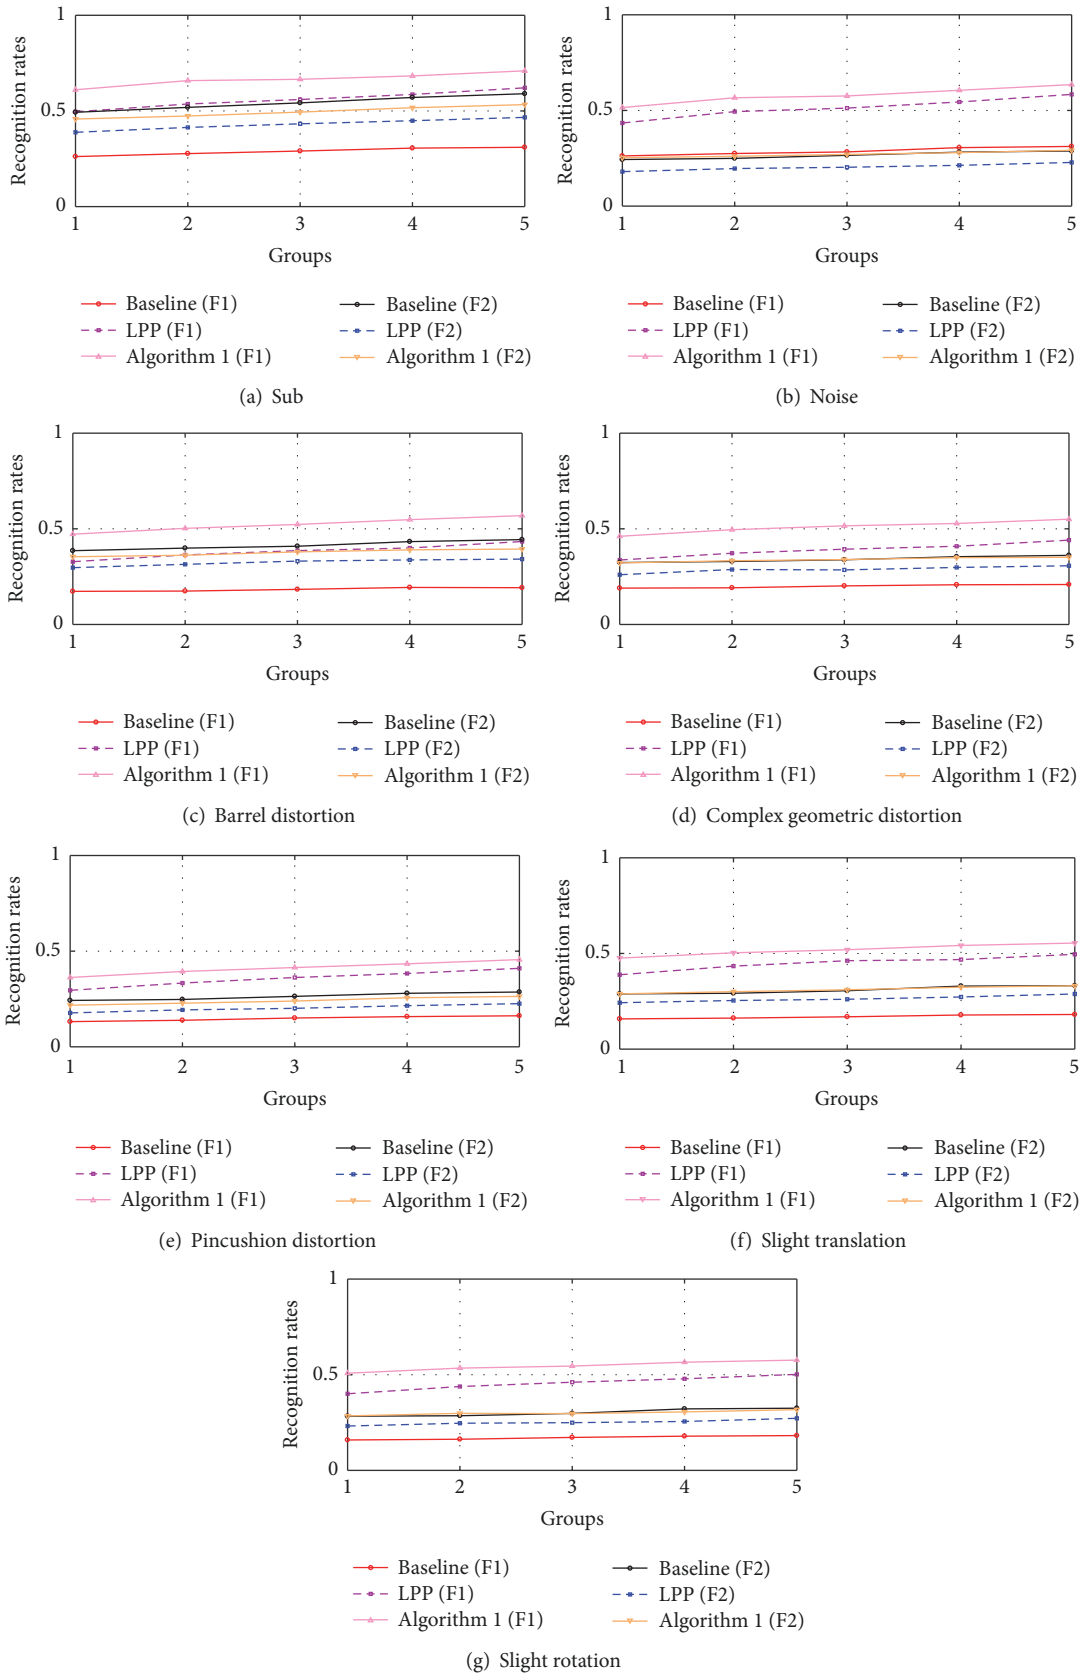 1
0.5
0
Recognition rates
1 2 3 4 5
Groups
Baseline (F1)
LPP (F1)
Algorithm 1 (F1)
Baseline (F2)
LPP (F2)
Algorithm 1 (F2)
(a) Sub
1
0.5
0
Recognition rates
1 2 3 4 5
Groups
Baseline (F1)
LPP (F1)
Algorithm 1 (F1)
Baseline (F2)
LPP (F2)
Algorithm 1 (F2)
(b) Noise
1
0.5
0
Recognition rates
1 2 3 4 5
Groups
Baseline (F1)
LPP (F1)
Algorithm 1 (F1)
Baseline (F2)
LPP (F2)
Algorithm 1 (F2)
(c) Barrel distortion
1
0.5
0
Recognition rates
1 2 3 4 5
Groups
Baseline (F1)
LPP (F1)
Algorithm 1 (F1)
Baseline (F2)
LPP (F2)
Algorithm 1 (F2)
(d) Complex geometric distortion
1
0.5
0
Recognition rates
1 2 3 4 5
Groups
Baseline (F1)
LPP (F1)
Algorithm 1 (F1)
Baseline (F2)
LPP (F2)
Algorithm 1 (F2)
(e) Pincushion distortion
1
0.5
0
Recognition rates
1 2 3 4 5
Groups
Baseline (F1)
LPP (F1)
Algorithm 1 (F1)
Baseline (F2)
LPP (F2)
Algorithm 1 (F2)
(f) Slight translation
1
0.5
0
Recognition rates
1 2 3 4 5
Groups
Baseline (F1)
LPP (F1)
Algorithm 1 (F1)
Baseline (F2)
LPP (F2)
Algorithm 1 (F2)
(g) Slight rotation